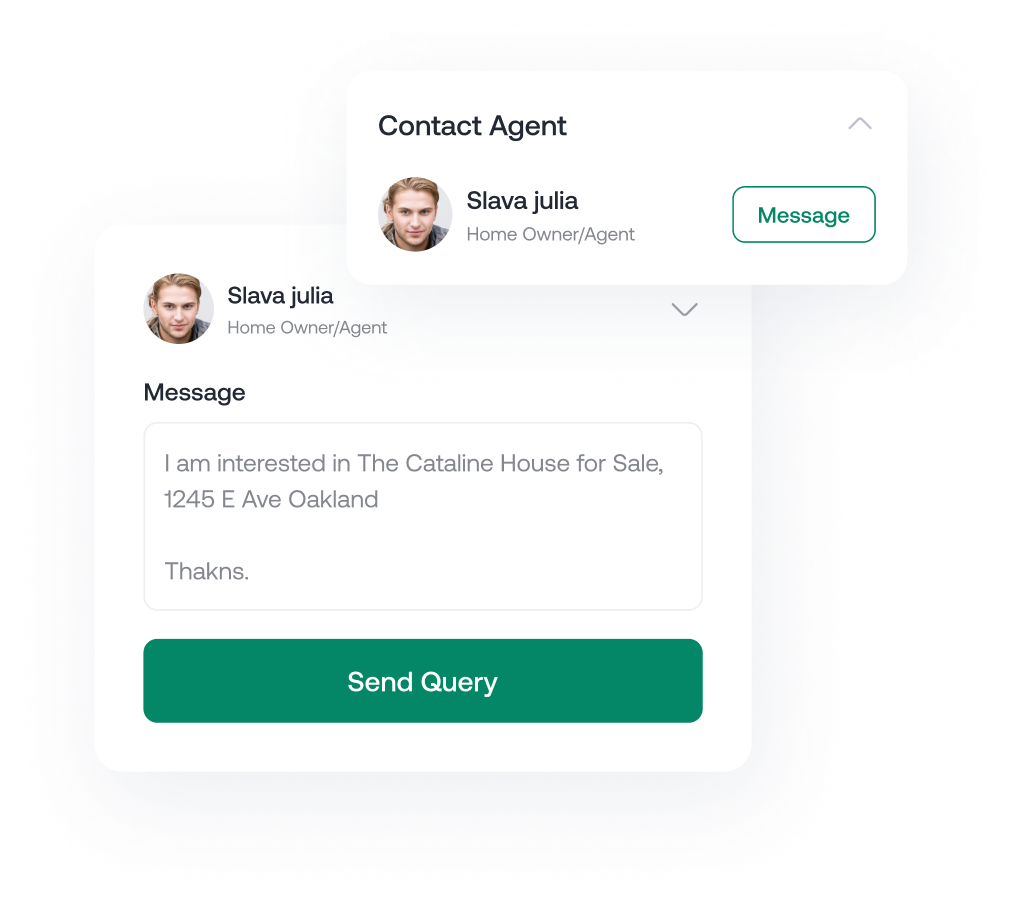 Contact Agent
Slava julia
Home Owner/Agent
Message
Slava julia
Home Owner/Agent
Message
I am interested in The Cataline House for Sale,
1245 E Ave Oakland
Thakns.
Send Query